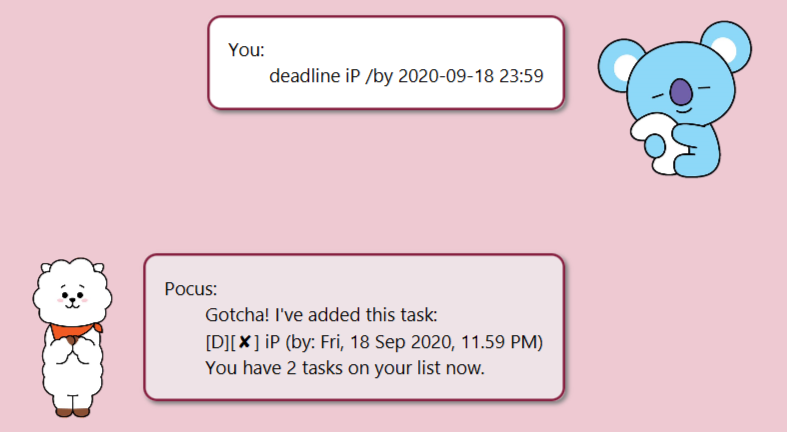 You:
deadline iP /by 2020-09-18 23:59
Pocus:
Gotcha! I've added this task:
[D][✘] iP (by: Fri, 18 Sep 2020, 11.59 PM)
You have 2 tasks on your list now.